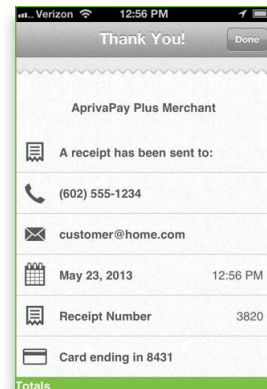 Verizon 12:56 PM
Thank You!
Done
AprivaPay Plus Merchant
A receipt has been sent to:
(602) 555-1234
customer@home.com
May 23, 2013 12:56 PM
Receipt Number 3820
Card ending in 8431
Totals